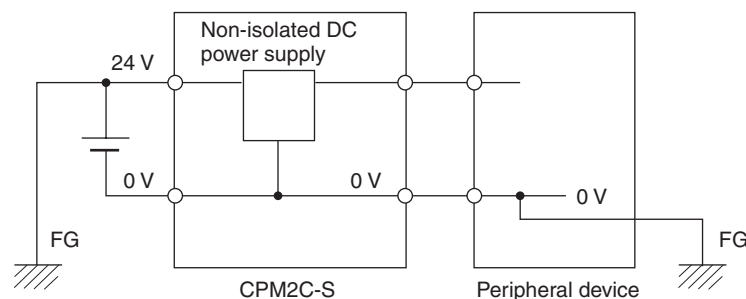 Non-isolated DC
power supply
24 V
0 V
0 V
0 V
FG
FG
CPM2C-S
Peripheral device